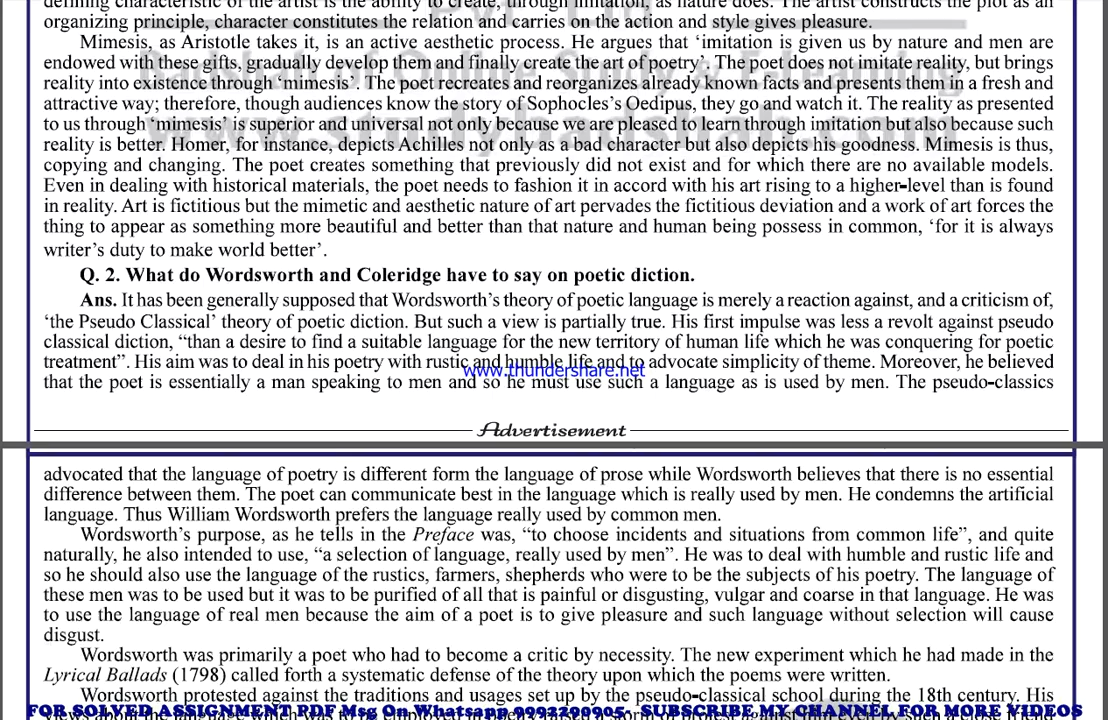 defining characteristic of the artist is the ability to create, through imitation, as nature does. The artist constructs the plot as an
organizing principle, character constitutes the relation and carries on the action and style gives pleasure.
Mimesis, as Aristotle takes it, is an active aesthetic process. He argues that ‘imitation is given us by nature and men are
endowed with these gifts, gradually develop them and finally create the art of poetry’. The poet does not imitate reality, but brings
reality into existence through ‘mimesis’. The poet recreates and reorganizes already known facts and presents them in a fresh and
attractive way; therefore, though audiences know the story of Sophocles’s Oedipus, they go and watch it. The reality as presented
to us through ‘mimesis’ is superior and universal not only because we are pleased to learn through imitation but also because such
reality is better. Homer, for instance, depicts Achilles not only as a bad character but also depicts his goodness. Mimesis is thus,
copying and changing. The poet creates something that previously did not exist and for which there are no available models.
Even in dealing with historical materials, the poet needs to fashion it in accord with his art rising to a higher-level than is found
in reality. Art is fictitious but the mimetic and aesthetic nature of art pervades the fictitious deviation and a work of art forces the
thing to appear as something more beautiful and better than that nature and human being possess in common, ‘for it is always
writer’s duty to make world better’.
Q. 2. What do Wordsworth and Coleridge have to say on poetic diction.
Ans. It has been generally supposed that Wordsworth’s theory of poetic language is merely a reaction against, and a criticism of,
‘the Pseudo Classical’ theory of poetic diction. But such a view is partially true. His first impulse was less a revolt against pseudo
classical diction, “than a desire to find a suitable language for the new territory of human life which he was conquering for poetic
treatment”. His aim was to deal in his poetry with rustic and humble life and to advocate simplicity of theme. Moreover, he believed
www.thundershare.net
that the poet is essentially a man speaking to men and so he must use such a language as is used by men. The pseudo-classics
Advertisement
advocated that the language of poetry is different form the language of prose while Wordsworth believes that there is no essential
difference between them. The poet can communicate best in the language which is really used by men. He condemns the artificial
language. Thus William Wordsworth prefers the language really used by common men.
Wordsworth’s purpose, as he tells in the Preface was, “to choose incidents and situations from common life”, and quite
naturally, he also intended to use, “a selection of language, really used by men”. He was to deal with humble and rustic life and
so he should also use the language of the rustics, farmers, shepherds who were to be the subjects of his poetry. The language of
these men was to be used but it was to be purified of all that is painful or disgusting, vulgar and coarse in that language. He was
to use the language of real men because the aim of a poet is to give pleasure and such language without selection will cause
disgust.
Wordsworth was primarily a poet who had to become a critic by necessity. The new experiment which he had made in the
Lyrical Ballads (1798) called forth a systematic defense of the theory upon which the poems were written.
Wordsworth protested against the traditions and usages set up by the pseudo-classical school during the 18th century. His
FOR SOLVED ASSIGNMENT PDF Msg On Whatsapp 9992299905- SUBSCRIBE MY CHANNEL FOR MORE VIDEOS